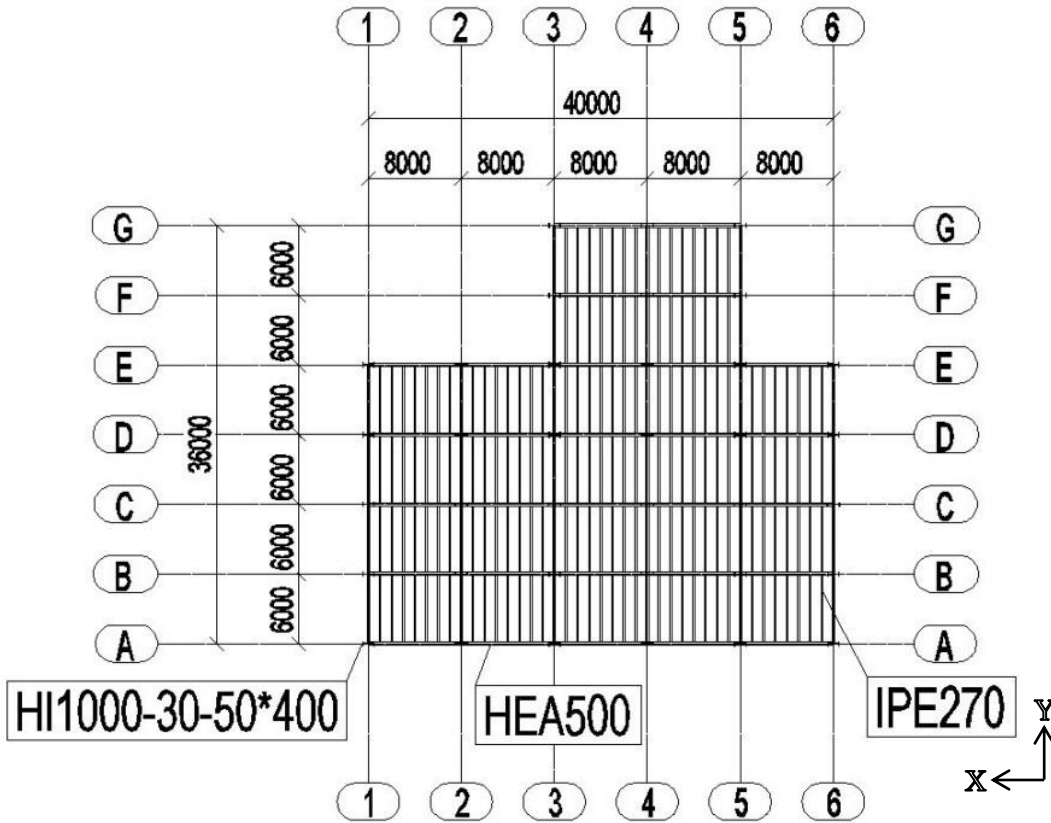 1 2 3 4 5 6
40000
8000 8000 8000 8000 8000
G G
6000
F F
6000
E E
6000
D D
36000
6000
C C
6000
B B
6000
A A
HI1000-30-50*400 HEA500 IPE270
Y
X
1 2 3 4 5 6